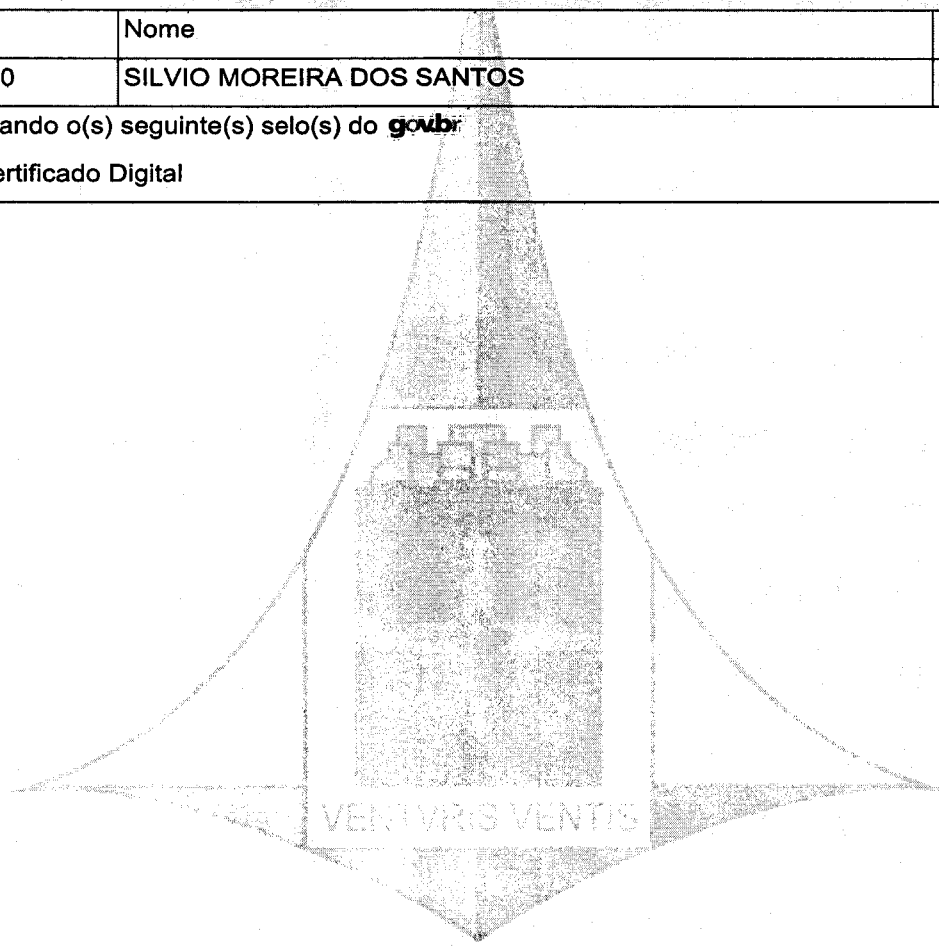 Nome
0 SILVIO MOREIRA DOS SANTOS
ando o(s) seguinte(s) selo(s) do gov.br
ertificado Digital
VENTVRIS VENTIS